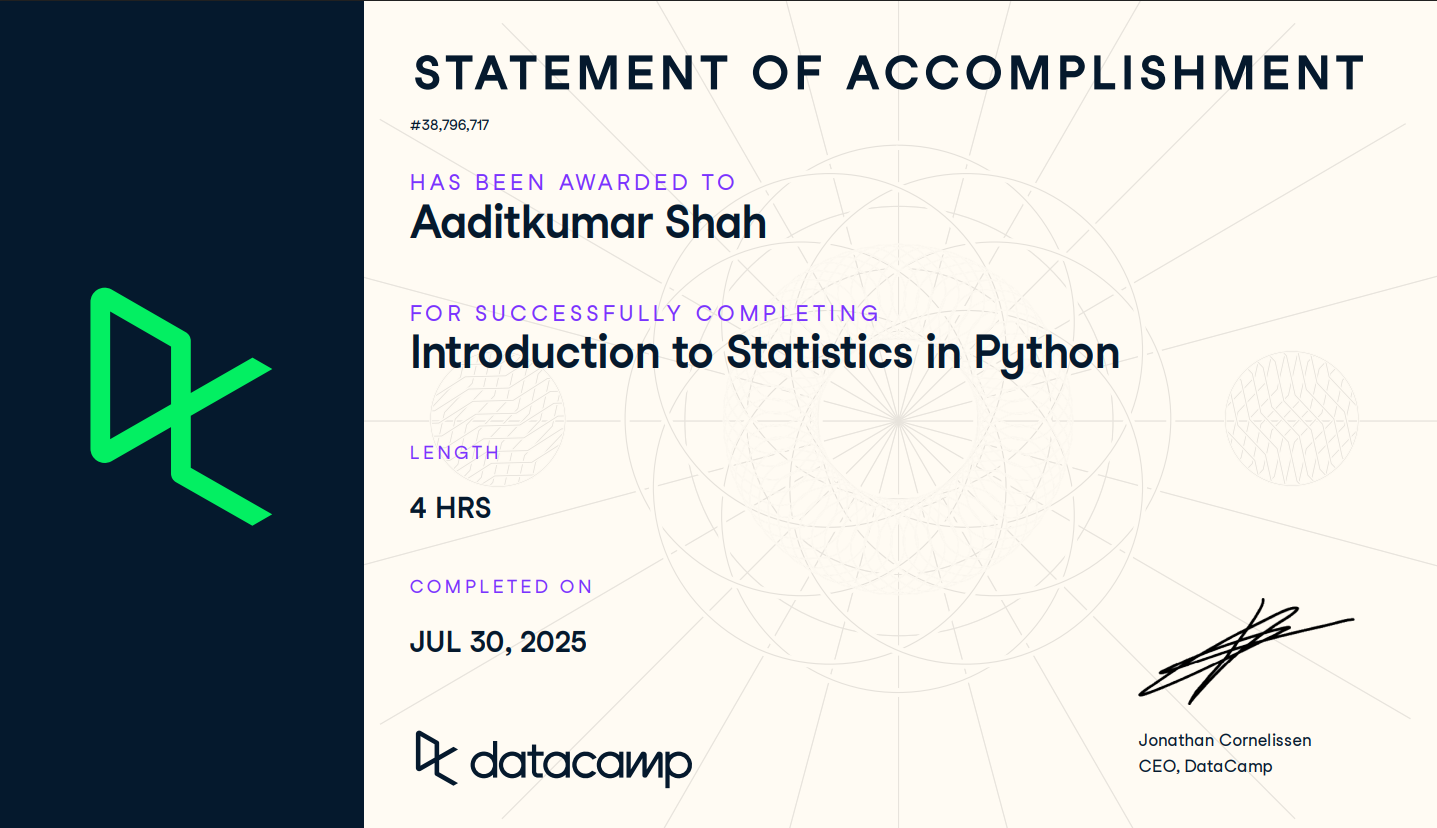 STATEMENT OF ACCOMPLISHMENT
#38,796,717
HAS BEEN AWARDED TO
Aaditkumar Shah
FOR SUCCESSFULLY COMPLETING
Introduction to Statistics in Python
LENGTH
4 HRS
COMPLETED ON
JUL 30, 2025
datacamp
Jonathan Cornelissen
CEO, DataCamp